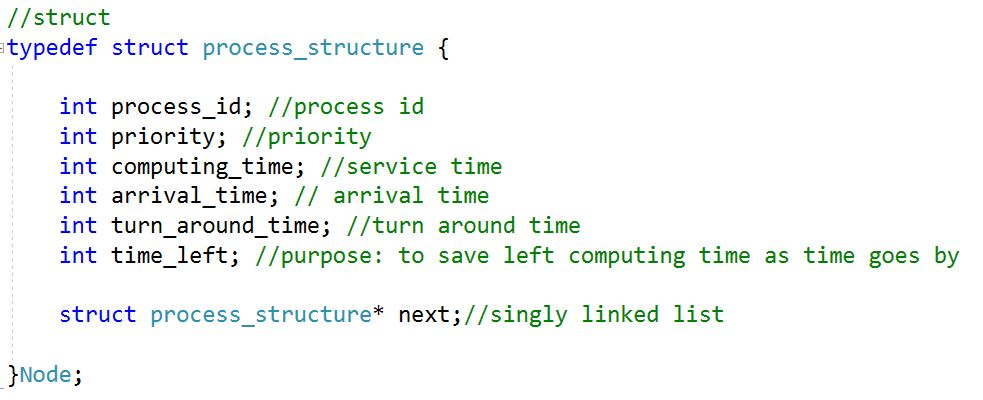 //struct
typedef struct process_structure {
int process_id; //process id
int priority; //priority
int computing_time; //service time
int arrival_time; // arrival time
int turn_around_time; //turn around time
int time_left; //purpose: to save left computing time as time goes by
struct process_structure* next;//singly linked list
}Node;